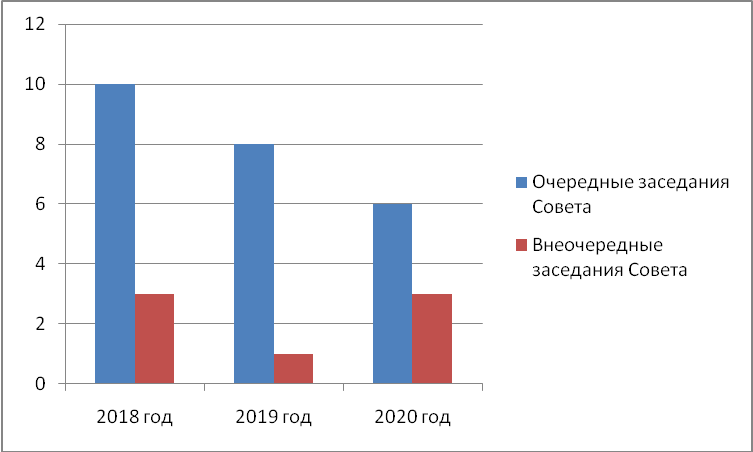 12
10
8
6
4
2
0
2018 год
2019 год
2020 год
Очередные заседания
Совета
Внеочередные
заседания Совета